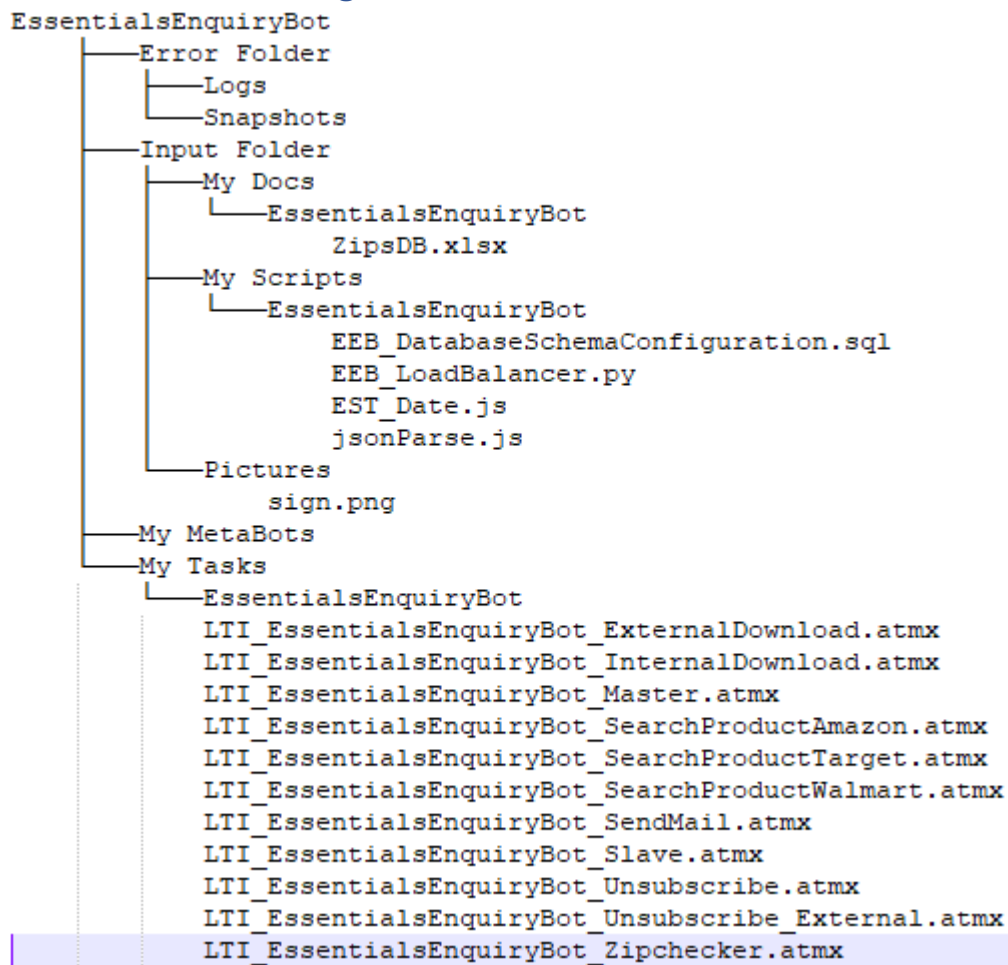 EssentialsEnquiryBot
├───Error Folder
│   ├───Logs
│   └───Snapshots
├───Input Folder
│   ├───My Docs
│   │   └───EssentialsEnquiryBot
│   │           ZipsDB.xlsx
│   ├───My Scripts
│   │   └───EssentialsEnquiryBot
│   │           EEB_DatabaseSchemaConfiguration.sql
│   │           EEB_LoadBalancer.py
│   │           EST_Date.js
│   │           jsonParse.js
│   └───Pictures
│           sign.png
├───My MetaBots
└───My Tasks
    └───EssentialsEnquiryBot
        LTI_EssentialsEnquiryBot_ExternalDownload.atmx
        LTI_EssentialsEnquiryBot_InternalDownload.atmx
        LTI_EssentialsEnquiryBot_Master.atmx
        LTI_EssentialsEnquiryBot_SearchProductAmazon.atmx
        LTI_EssentialsEnquiryBot_SearchProductTarget.atmx
        LTI_EssentialsEnquiryBot_SearchProductWalmart.atmx
        LTI_EssentialsEnquiryBot_SendMail.atmx
        LTI_EssentialsEnquiryBot_Slave.atmx
        LTI_EssentialsEnquiryBot_Unsubscribe.atmx
        LTI_EssentialsEnquiryBot_Unsubscribe_External.atmx
        LTI_EssentialsEnquiryBot_Zipchecker.atmx